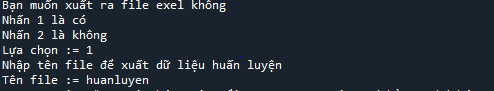 Bạn muốn xuất ra file exel không
Nhấn 1 là có
Nhấn 2 là không
Lựa chọn := 1
Nhập tên file để xuất dữ liệu huấn luyện
Tên file := huanluyen